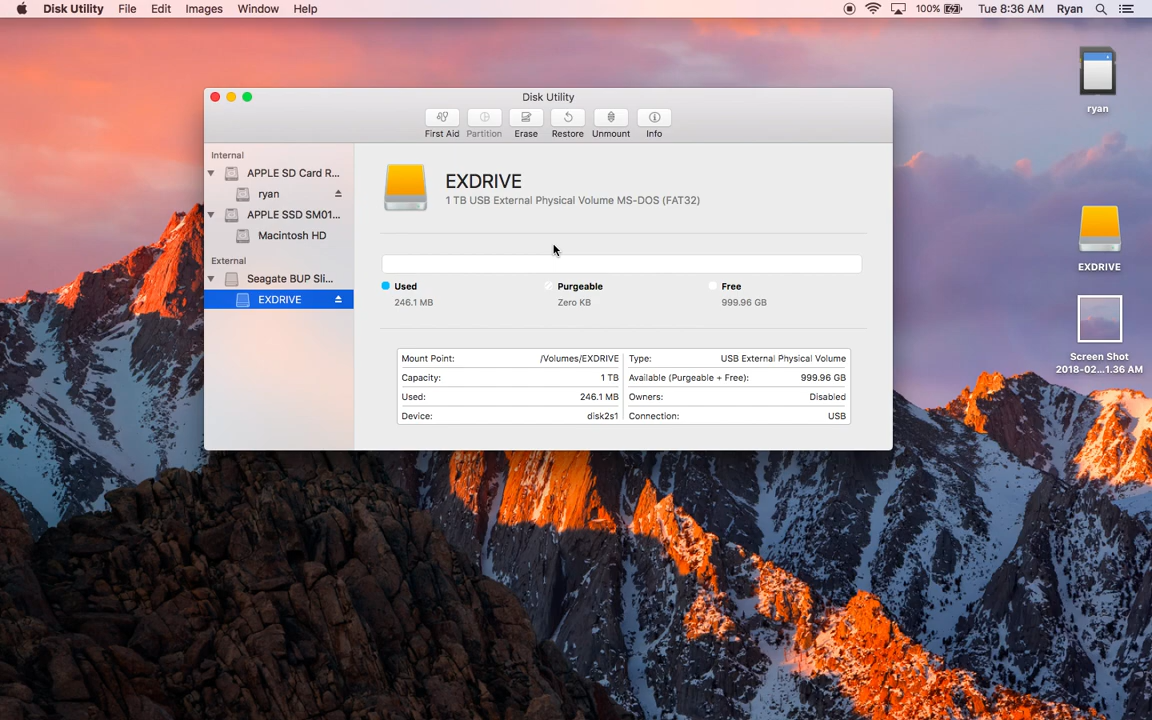 Disk Utility File Edit Images Window Help 100% Tue 8:36 AM Ryan
Disk Utility
First Aid Partition Erase Restore Unmount Info
Internal
APPLE SD Card R...
ryan
APPLE SSD SM01...
Macintosh HD
External
Seagate BUP Sli...
EXDRIVE
EXDRIVE
1 TB USB External Physical Volume MS-DOS (FAT32)
Used Purgeable Free
246.1 MB Zero KB 999.96 GB
Mount Point: /Volumes/EXDRIVE Type: USB External Physical Volume
Capacity: 1 TB Available (Purgeable + Free): 999.96 GB
Used: 246.1 MB Owners: Disabled
Device: disk2s1 Connection: USB
ryan
EXDRIVE
Screen Shot
2018-02...1.36 AM